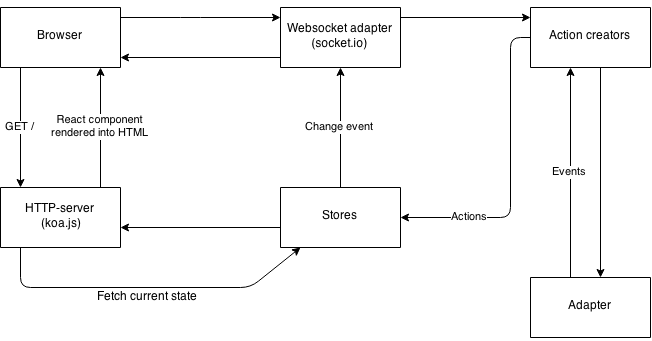 Browser
Websocket adapter
(socket.io)
Action creators
GET /
React component
rendered into HTML
Change event
Events
HTTP-server
(koa.js)
Stores
Actions
Fetch current state
Adapter